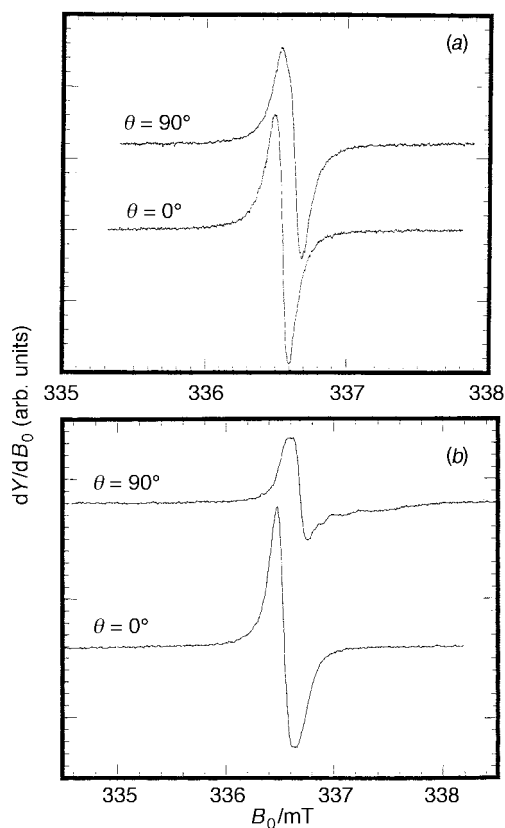 (a)
θ = 90°
θ = 0°
335 336 337 338
dY/dB₀ (arb. units)
(b)
θ = 90°
θ = 0°
335 336 337 338
B₀/mT